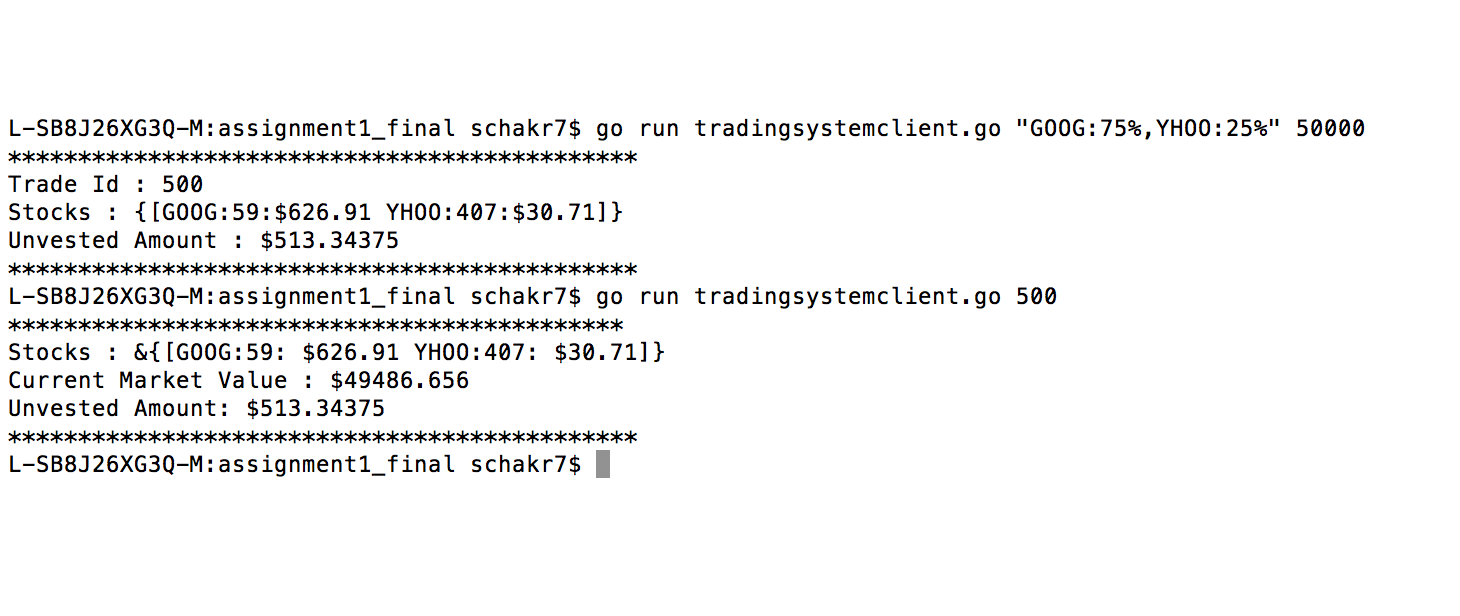 L-SB8J26XG3Q-M:assignment1_final schakr7$ go run tradingsystemclient.go "GOOG:75%,YHOO:25%" 50000
*********************************************
Trade Id : 500
Stocks : {[GOOG:59:$626.91 YHOO:407:$30.71]}
Unvested Amount : $513.34375
*********************************************
L-SB8J26XG3Q-M:assignment1_final schakr7$ go run tradingsystemclient.go 500
********************************************
Stocks : &{[GOOG:59: $626.91 YHOO:407: $30.71]}
Current Market Value : $49486.656
Unvested Amount: $513.34375
*********************************************
L-SB8J26XG3Q-M:assignment1_final schakr7$